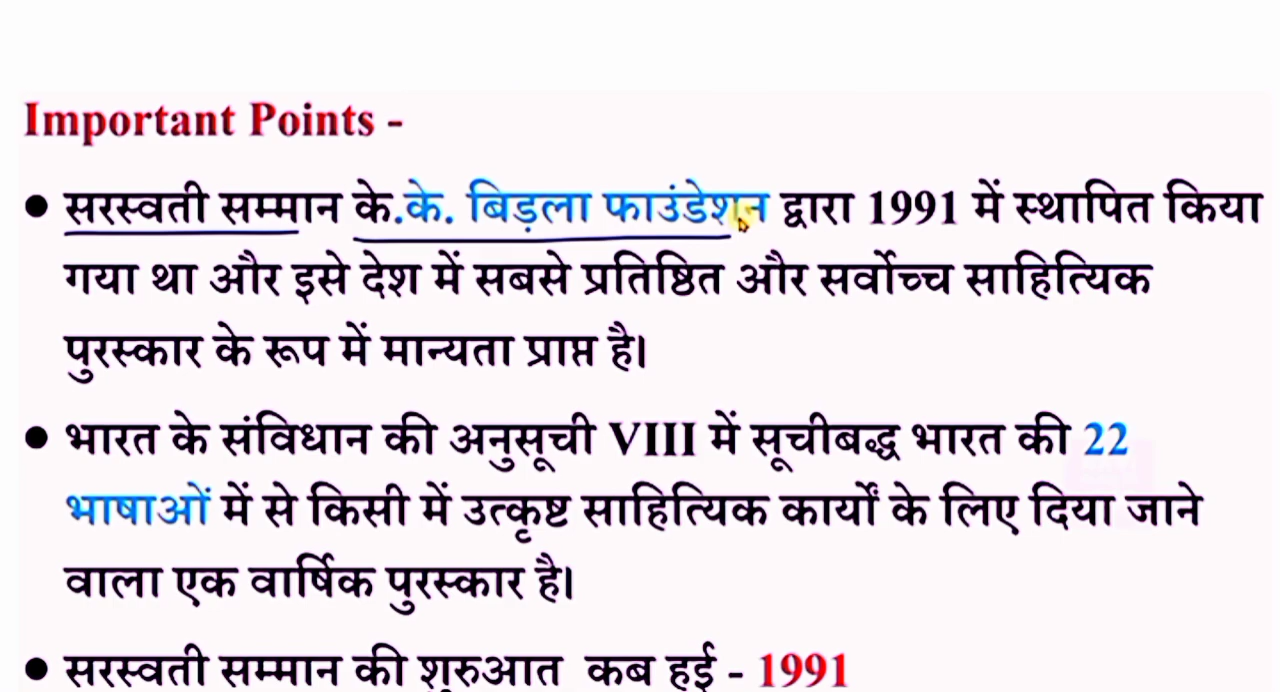 Important Points -
● सरस्वती सम्मान के.के. बिड़ला फाउंडेशन द्वारा 1991 में स्थापित किया
गया था और इसे देश में सबसे प्रतिष्ठित और सर्वोच्च साहित्यिक
पुरस्कार के रूप में मान्यता प्राप्त है।
● भारत के संविधान की अनुसूची VIII में सूचीबद्ध भारत की 22
भाषाओं में से किसी में उत्कृष्ट साहित्यिक कार्यों के लिए दिया जाने
वाला एक वार्षिक पुरस्कार है।
● सरस्वती सम्मान की शुरुआत कब हुई - 1991